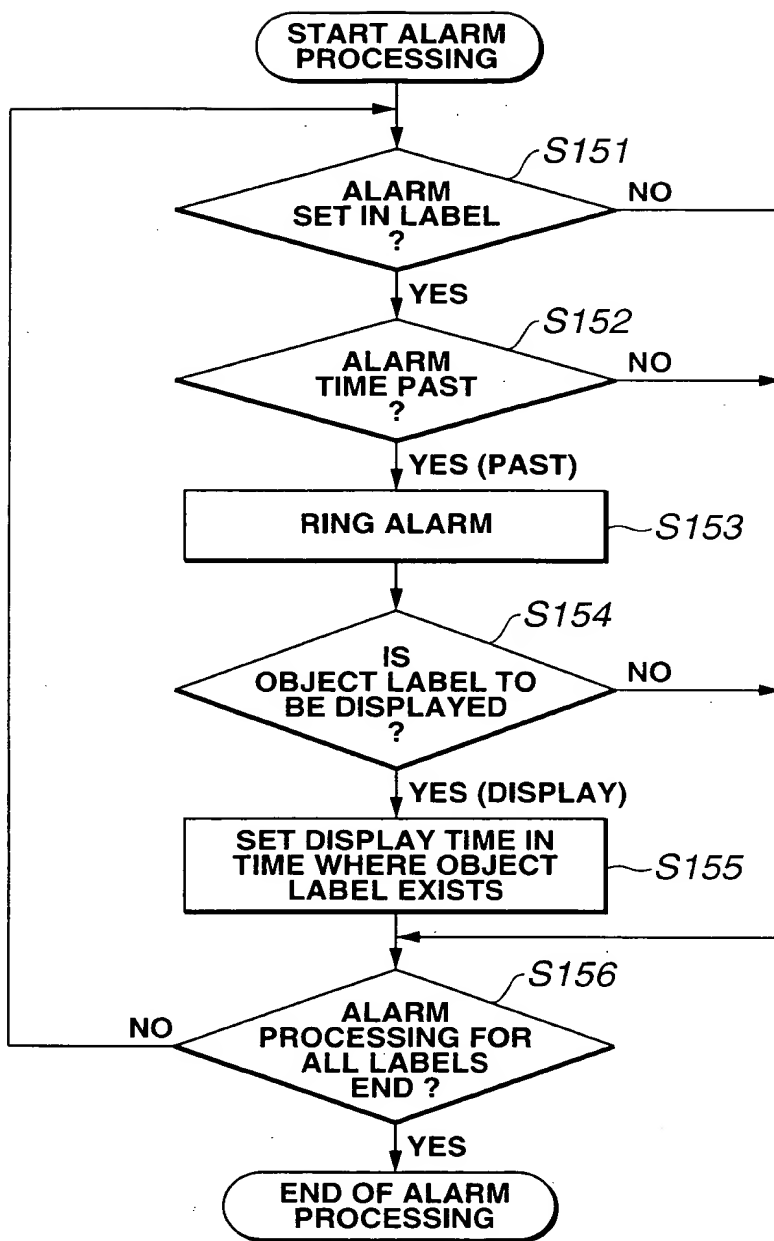 START ALARM
PROCESSING
S151
ALARM
SET IN LABEL
?
NO
YES
S152
ALARM
TIME PAST
?
NO
YES (PAST)
RING ALARM
S153
S154
IS
OBJECT LABEL TO
BE DISPLAYED
?
NO
YES (DISPLAY)
SET DISPLAY TIME IN
TIME WHERE OBJECT
LABEL EXISTS
S155
S156
ALARM
PROCESSING FOR
ALL LABELS
END ?
NO
YES
END OF ALARM
PROCESSING